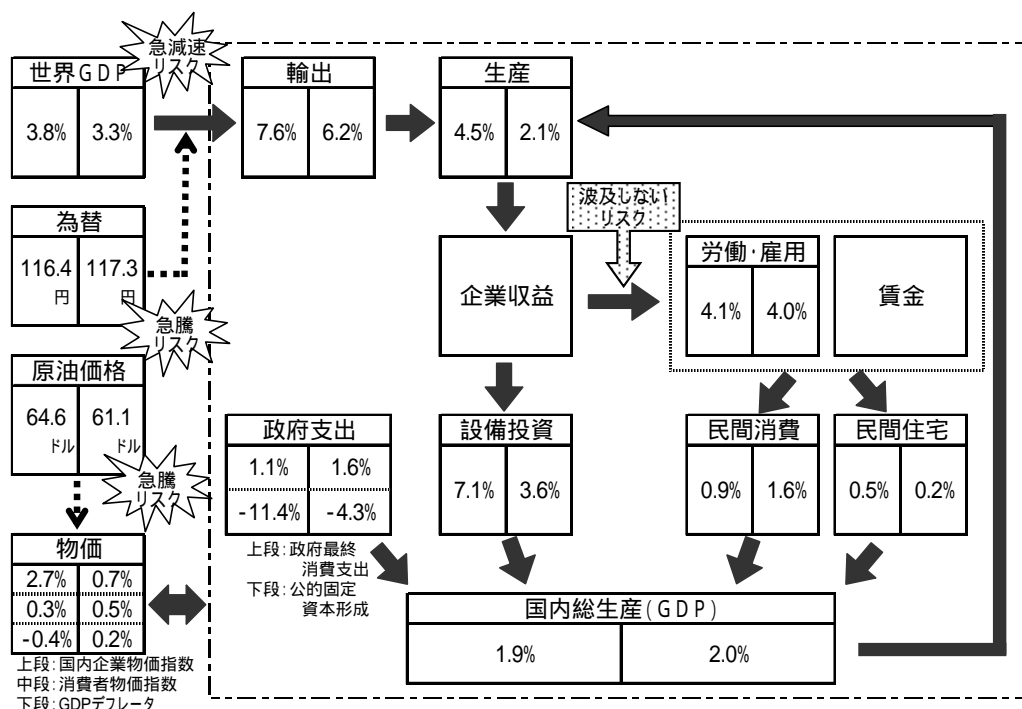 急減速
リスク
世界GDP
3.8% 3.3%
輸出
7.6% 6.2%
生産
4.5% 2.1%
波及しない
リスク
為替
116.4 117.3
円 円
急騰
リスク
企業収益
労働・雇用
4.1% 4.0%
賃金
原油価格
64.6 61.1
ドル ドル
急騰
リスク
政府支出
1.1% 1.6%
-11.4% -4.3%
上段:政府最終
消費支出
下段:公的固定
資本形成
設備投資
7.1% 3.6%
民間消費
0.9% 1.6%
民間住宅
0.5% 0.2%
物価
2.7% 0.7%
0.3% 0.5%
-0.4% 0.2%
上段:国内企業物価指数
中段:消費者物価指数
下段:GDPデフレータ
国内総生産(GDP)
1.9% 2.0%